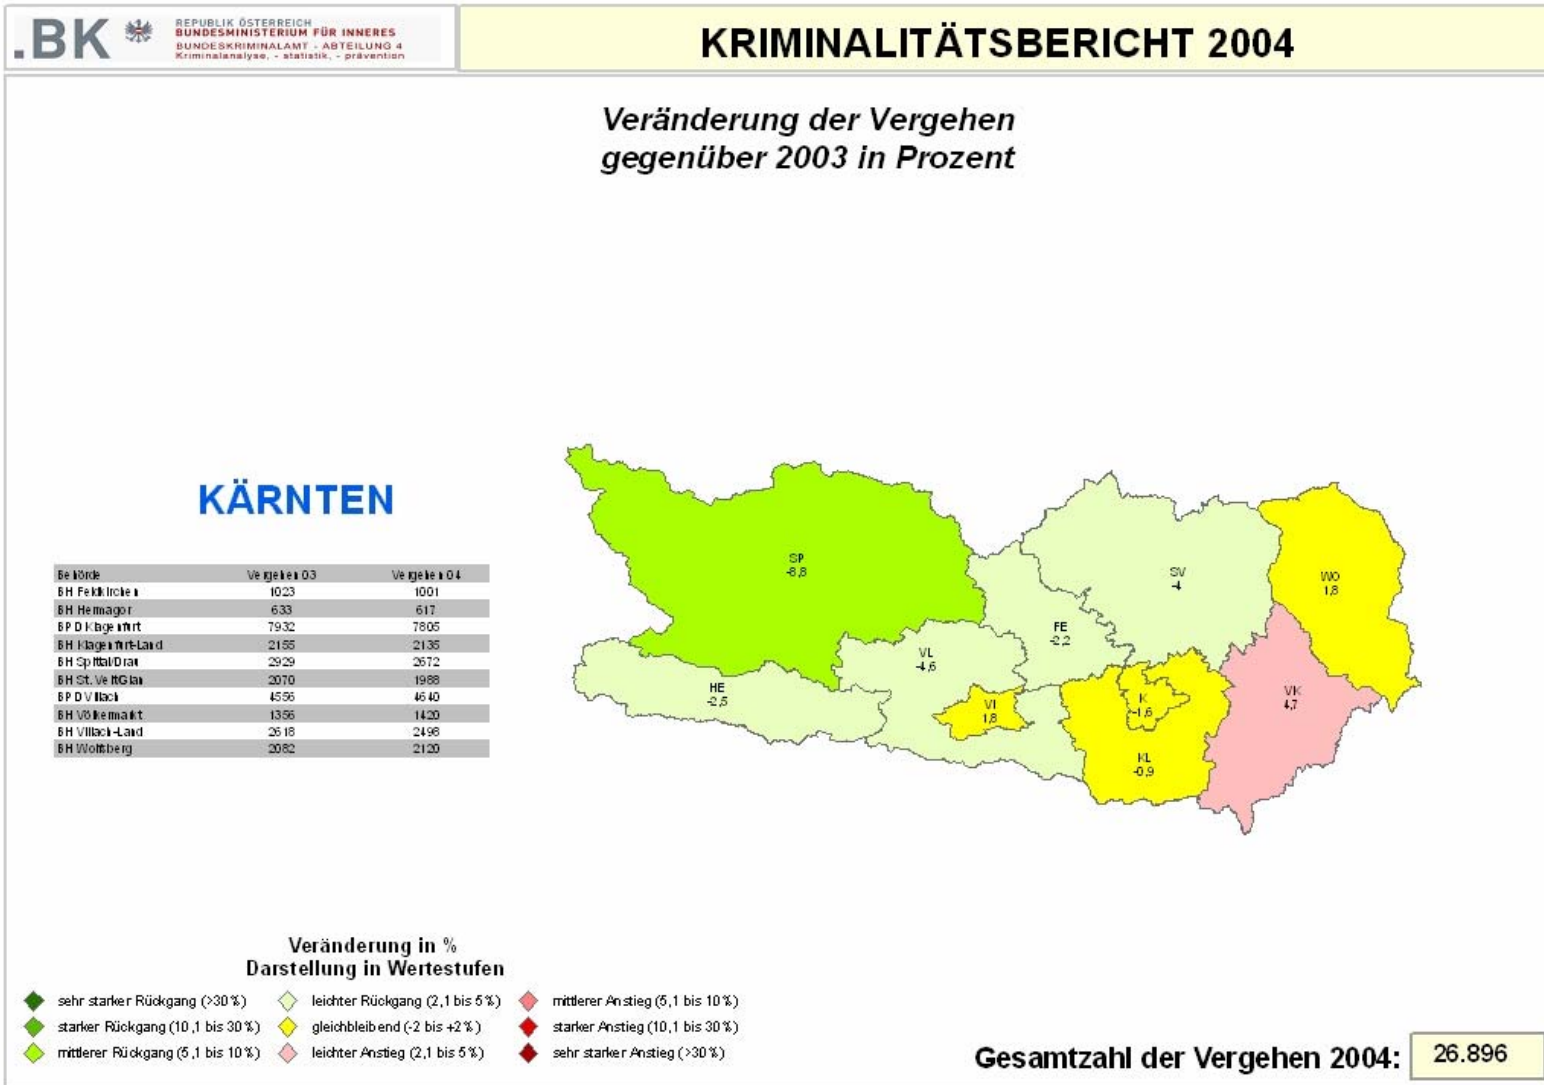 .BK
REPUBLIK ÖSTERREICH
BUNDESMINISTERIUM FÜR INNERES
BUNDESKRIMINALAMT - ABTEILUNG 4
Kriminalanalyse, - statistik, - prävention
KRIMINALITÄTSBERICHT 2004
Veränderung der Vergehen
gegenüber 2003 in Prozent
KÄRNTEN
Behörde Vergehen 03 Vergehen 04
BH Feldkirchen 1023 1001
BH Hermagor 633 617
BPD Klagenfurt 7932 7805
BH Klagenfurt-Land 2155 2135
BH Spittal/Drau 2929 2672
BH St. Veit/Glan 2070 1988
BPD Villach 4556 4640
BH Völkermarkt 1356 1420
BH Villach-Land 2618 2498
BH Wolfsberg 2082 2120
SP
-8,8
SV
-4
WO
1,8
FE
-2,2
VL
-4,6
HE
-2,5
VI
1,8
K
-1,6
VK
4,7
KL
-0,9
Veränderung in %
Darstellung in Wertestufen
sehr starker Rückgang (>30%) leichter Rückgang (2,1 bis 5%) mittlerer Anstieg (5,1 bis 10%)
starker Rückgang (10,1 bis 30%) gleichbleibend (-2 bis +2%) starker Anstieg (10,1 bis 30%)
mittlerer Rückgang (5,1 bis 10%) leichter Anstieg (2,1 bis 5%) sehr starker Anstieg (>30%)
Gesamtzahl der Vergehen 2004: 26.896